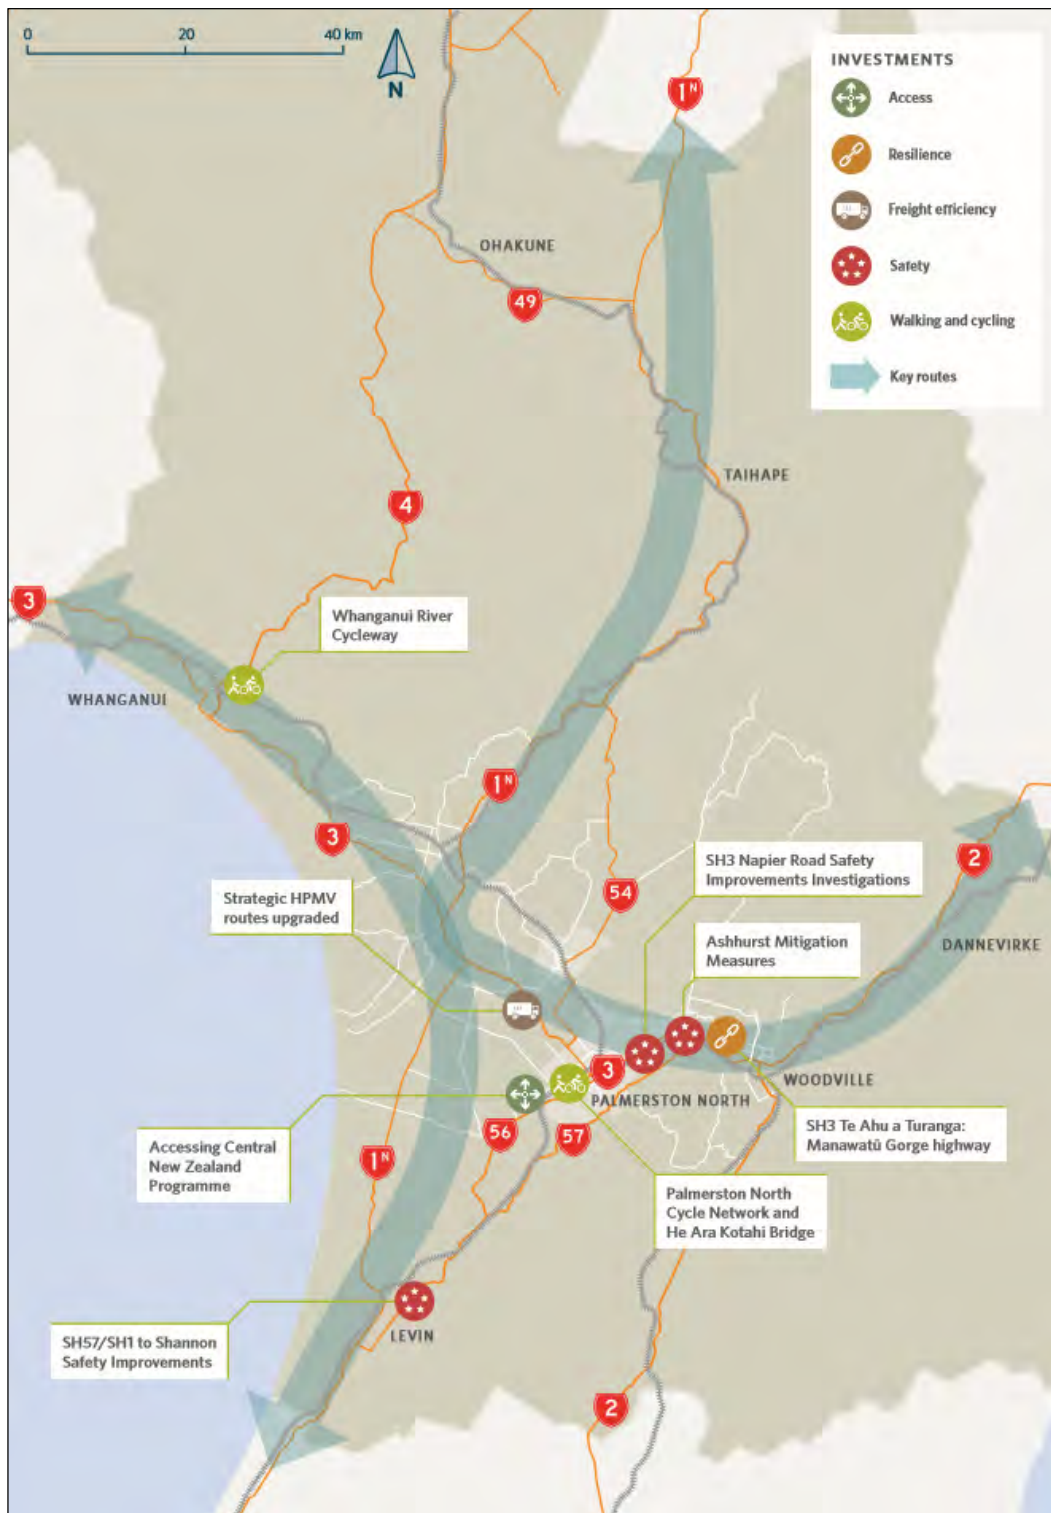 0 20 40 km
N
INVESTMENTS
Access
Resilience
Freight efficiency
Safety
Walking and cycling
Key routes
1N
OHAKUNE
49
TAIHAPE
4
3
Whanganui River
Cycleway
WHANGANUI
1N
3
54
2
SH3 Napier Road Safety
Improvements Investigations
Strategic HPMV
routes upgraded
Ashhurst Mitigation
Measures
DANNEVIRKE
3
WOODVILLE
PALMERSTON NORTH
56
57
SH3 Te Ahu a Turanga:
Manawatū Gorge highway
Accessing Central
New Zealand
Programme
1N
Palmerston North
Cycle Network and
He Ara Kotahi Bridge
LEVIN
SH57/SH1 to Shannon
Safety Improvements
2